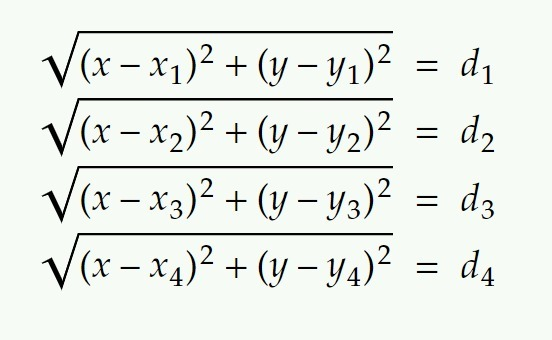 √(x − x₁)² + (y − y₁)² = d₁
√(x − x₂)² + (y − y₂)² = d₂
√(x − x₃)² + (y − y₃)² = d₃
√(x − x₄)² + (y − y₄)² = d₄